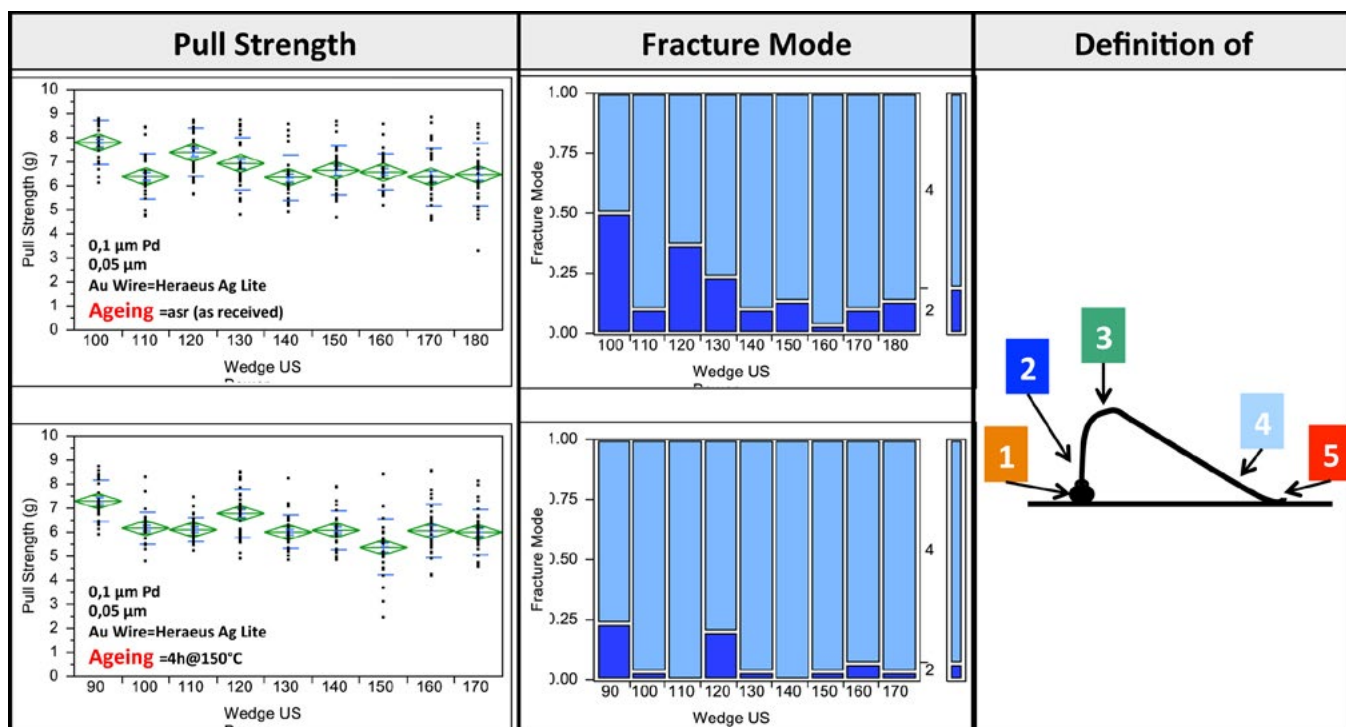 Pull Strength
Fracture Mode
Definition of
Pull Strength (g)
10
9
8
7
6
5
4
3
2
1
0
0,1 µm Pd
0,05 µm
Au Wire=Heraeus Ag Lite
Ageing =asr (as received)
100 110 120 130 140 150 160 170 180
Wedge US
Fracture Mode
1.00
0.75
0.50
0.25
0.00
4
2
100 110 120 130 140 150 160 170 180
Wedge US
Pull Strength (g)
10
9
8
7
6
5
4
3
2
1
0
0,1 µm Pd
0,05 µm
Au Wire=Heraeus Ag Lite
Ageing =4h@150°C
90 100 110 120 130 140 150 160 170
Wedge US
Fracture Mode
1.00
0.75
0.50
0.25
0.00
4
2
90 100 110 120 130 140 150 160 170
Wedge US
3
2
4
1
5